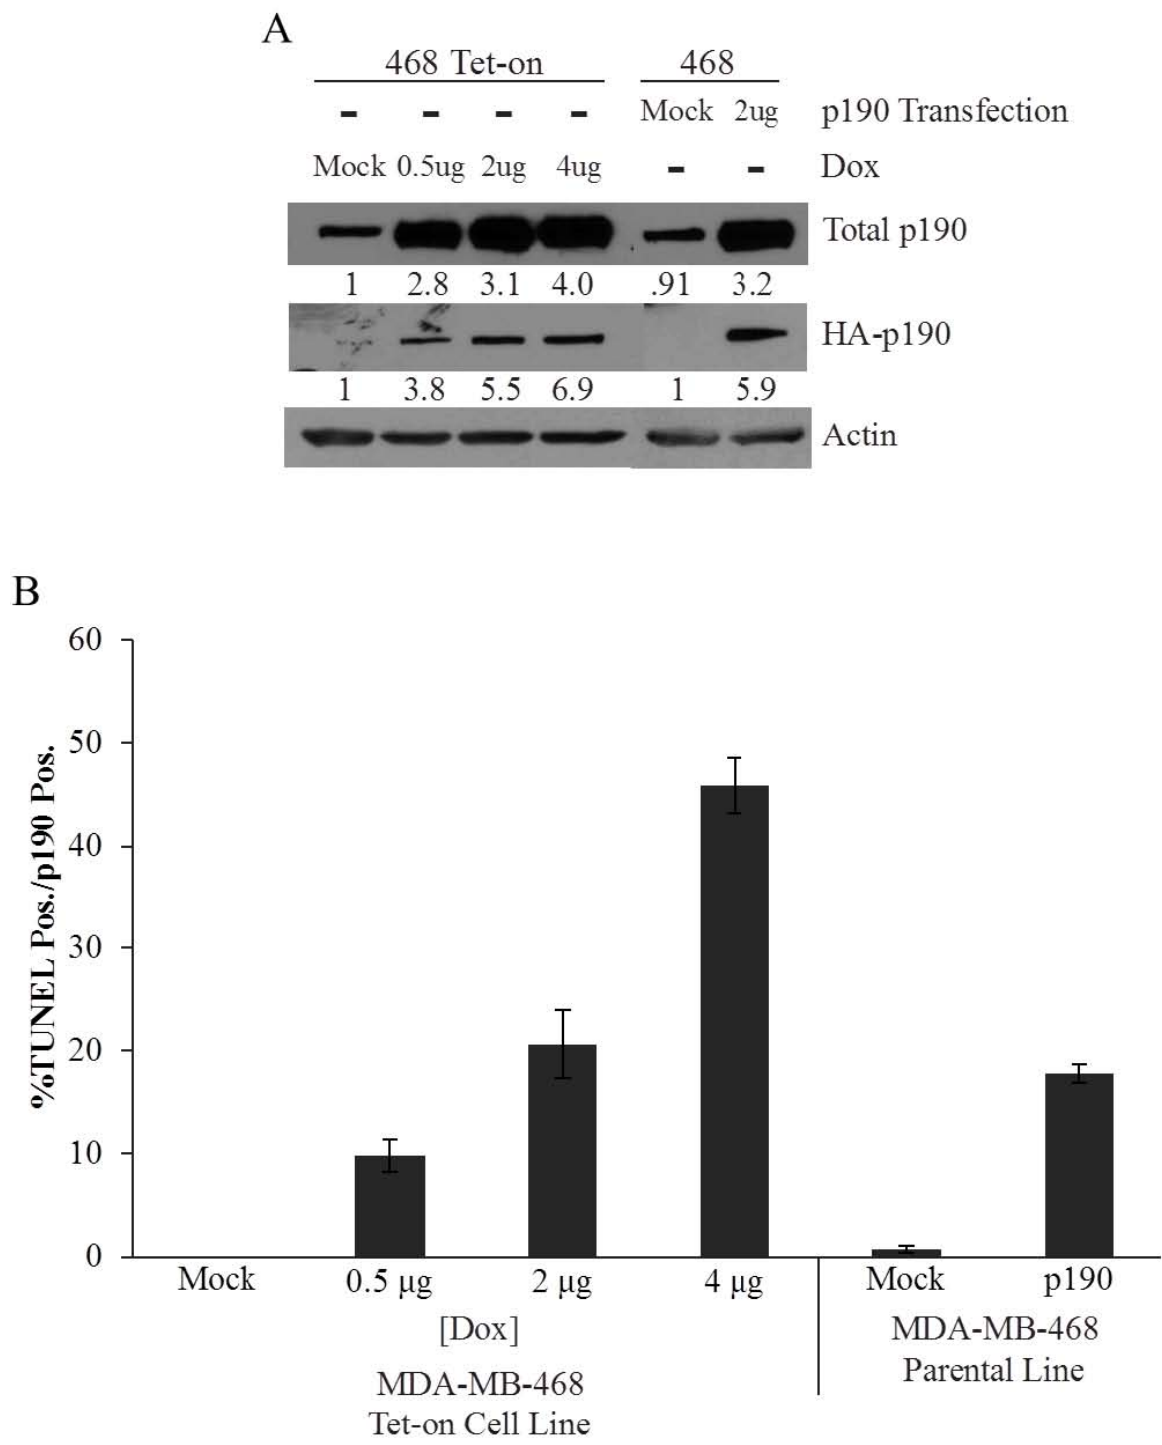 A
468 Tet-on 468
- - - - Mock 2ug p190 Transfection
Mock 0.5ug 2ug 4ug - - Dox
Total p190
1 2.8 3.1 4.0 .91 3.2
HA-p190
1 3.8 5.5 6.9 1 5.9
Actin
B
%TUNEL Pos./p190 Pos.
60
50
40
30
20
10
0
Mock 0.5 µg 2 µg 4 µg Mock p190
[Dox]
MDA-MB-468
Tet-on Cell Line
MDA-MB-468
Parental Line